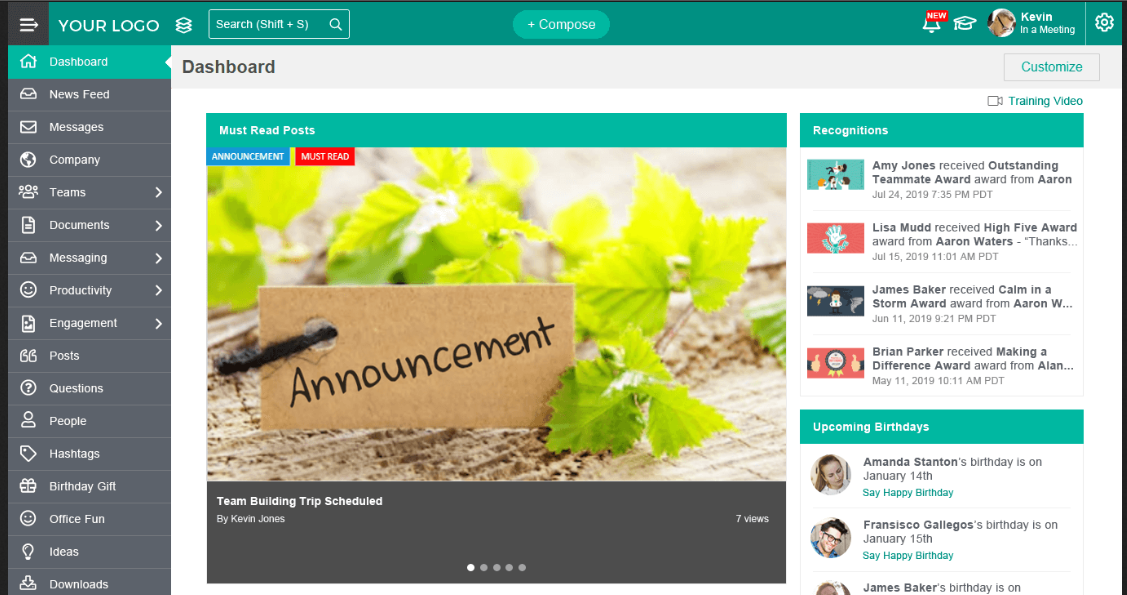 YOUR LOGO
Search (Shift + S)
+ Compose
NEW
Kevin
In a Meeting
Dashboard
News Feed
Messages
Company
Teams
Documents
Messaging
Productivity
Engagement
Posts
Questions
People
Hashtags
Birthday Gift
Office Fun
Ideas
Downloads
Dashboard
Customize
Training Video
Must Read Posts
ANNOUNCEMENT
MUST READ
Announcement
Team Building Trip Scheduled
By Kevin Jones
7 views
Recognitions
Amy Jones received Outstanding
Teammate Award award from Aaron
Jul 24, 2019 7:35 PM PDT
Lisa Mudd received High Five Award
award from Aaron Waters - "Thanks...
Jul 15, 2019 11:01 AM PDT
James Baker received Calm in a
Storm Award award from Aaron W...
Jun 11, 2019 9:21 PM PDT
Brian Parker received Making a
Difference Award award from Alan...
May 11, 2019 10:11 AM PDT
Upcoming Birthdays
Amanda Stanton's birthday is on
January 14th
Say Happy Birthday
Fransisco Gallegos's birthday is on
January 15th
Say Happy Birthday
James Baker's birthday is on